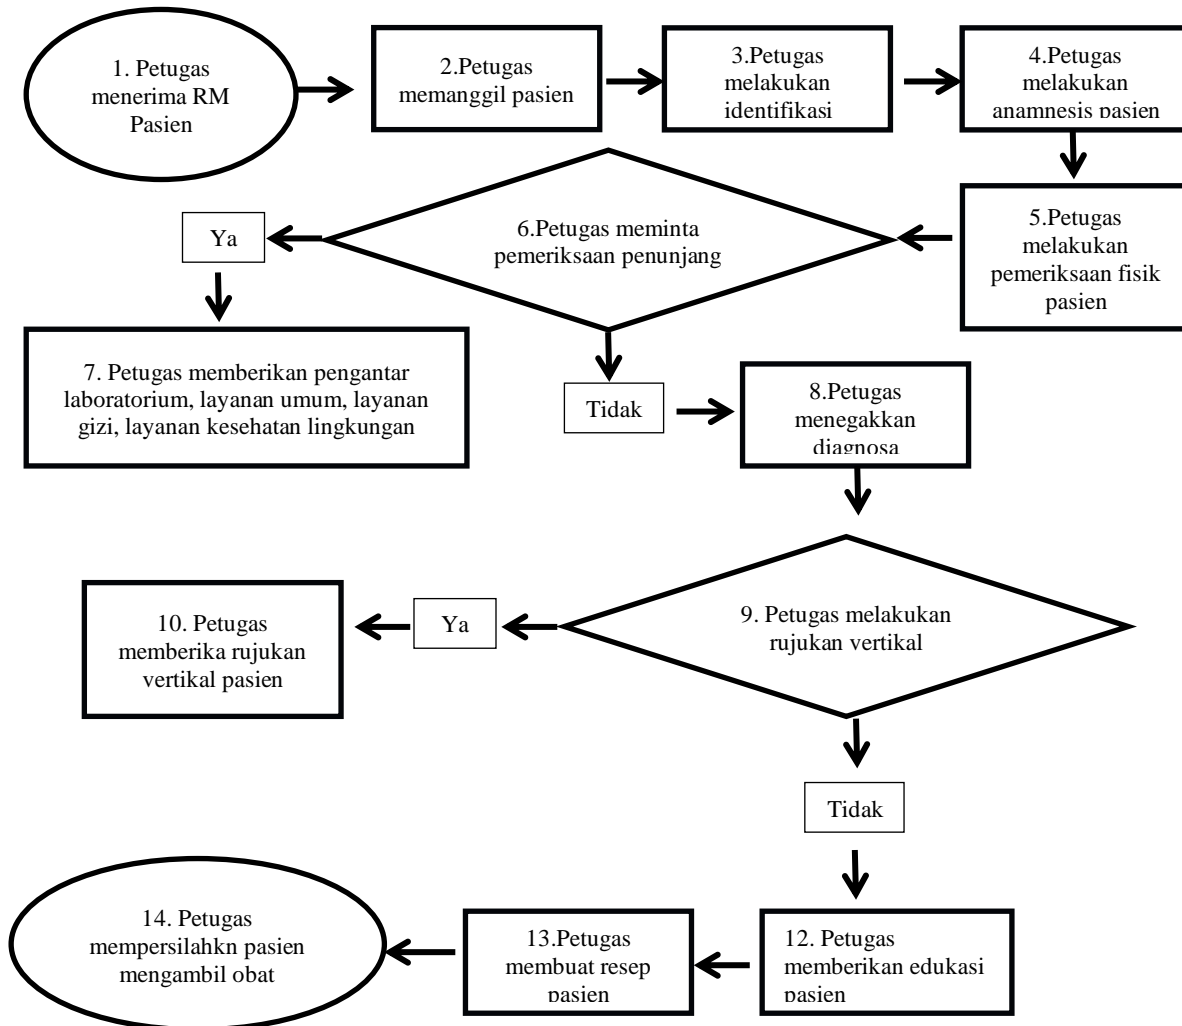 1. Petugas
menerima RM
Pasien
2.Petugas
memanggil pasien
3.Petugas
melakukan
identifikasi
4.Petugas
melakukan
anamnesis pasien
5.Petugas
melakukan
pemeriksaan fisik
pasien
6.Petugas meminta
pemeriksaan penunjang
Ya
7. Petugas memberikan pengantar
laboratorium, layanan umum, layanan
gizi, layanan kesehatan lingkungan
Tidak
8.Petugas
menegakkan
diagnosa
9. Petugas melakukan
rujukan vertikal
Ya
10. Petugas
memberika rujukan
vertikal pasien
Tidak
12. Petugas
memberikan edukasi
pasien
13.Petugas
membuat resep
pasien
14. Petugas
mempersilahkn pasien
mengambil obat